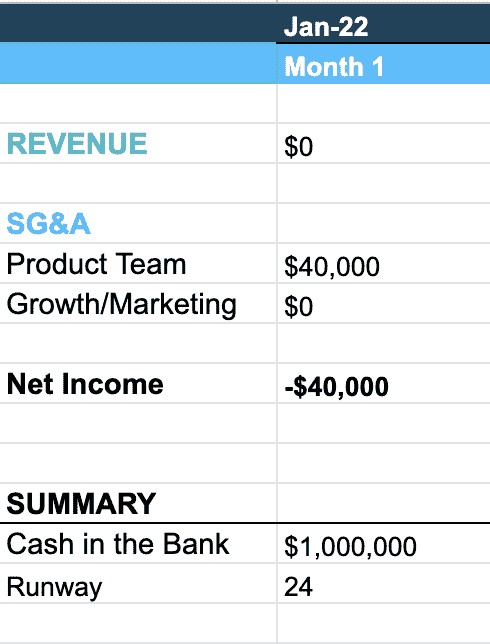 Jan-22
Month 1
REVENUE $0
SG&A
Product Team $40,000
Growth/Marketing $0
Net Income -$40,000
SUMMARY
Cash in the Bank $1,000,000
Runway 24